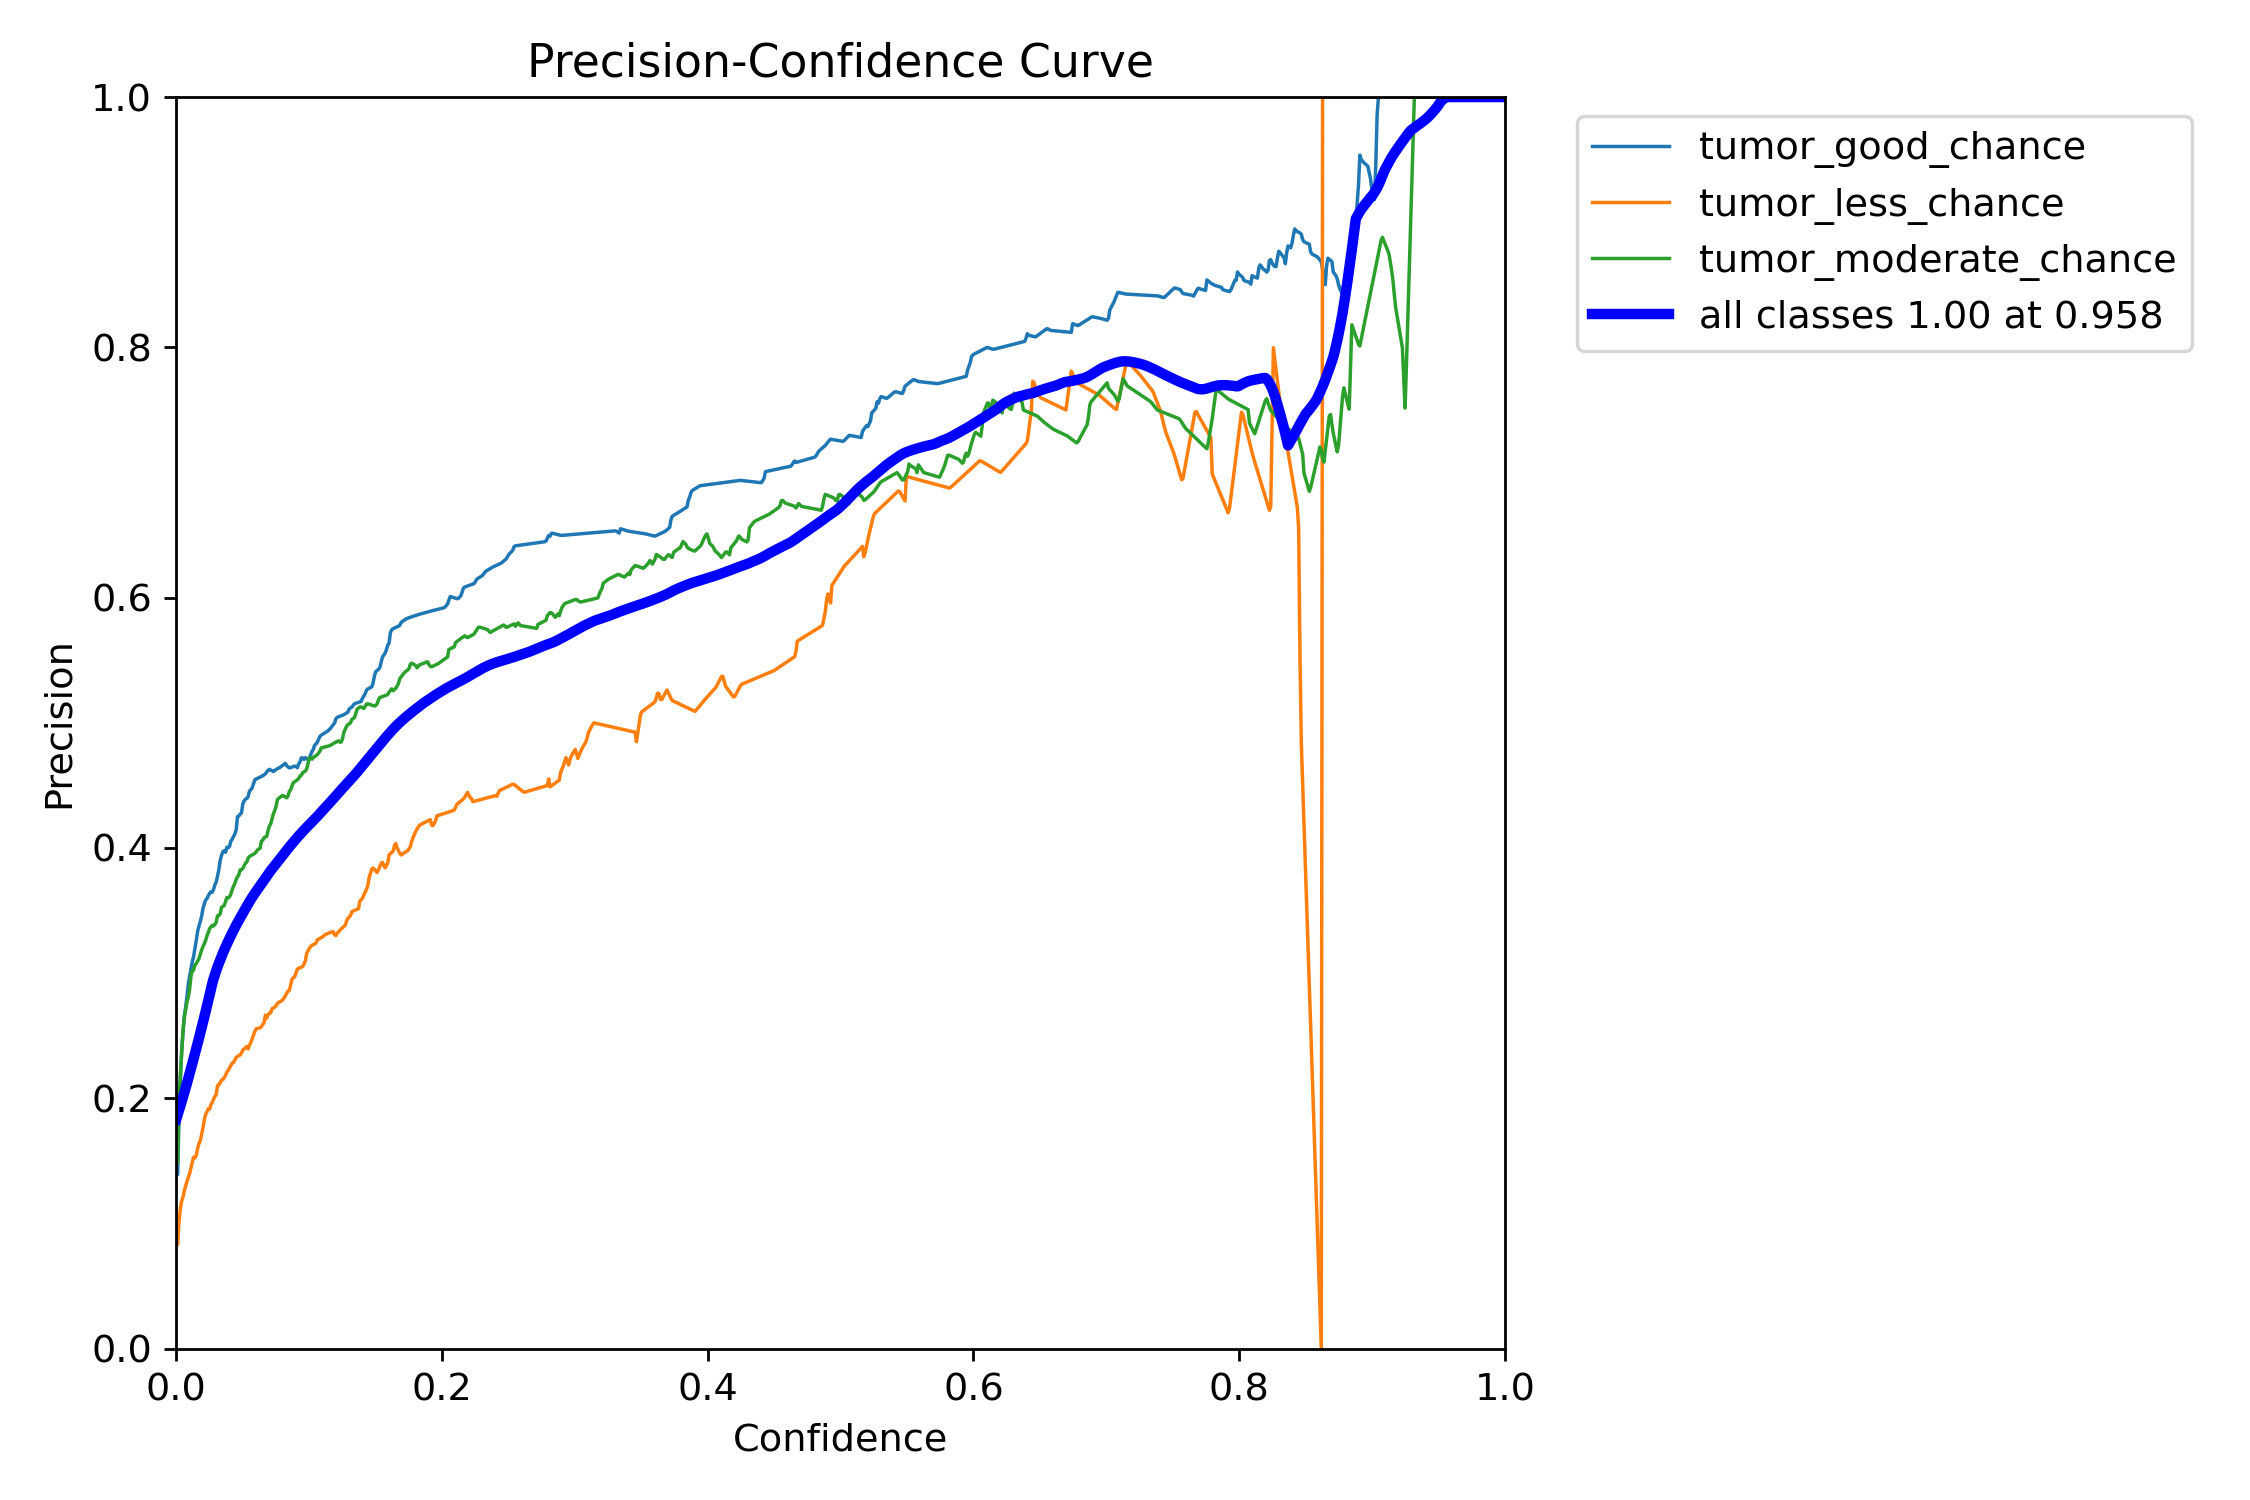 Precision-Confidence Curve
1.0
0.8
0.6
0.4
0.2
0.0
Precision
0.0 0.2 0.4 0.6 0.8 1.0
Confidence
tumor_good_chance
tumor_less_chance
tumor_moderate_chance
all classes 1.00 at 0.958